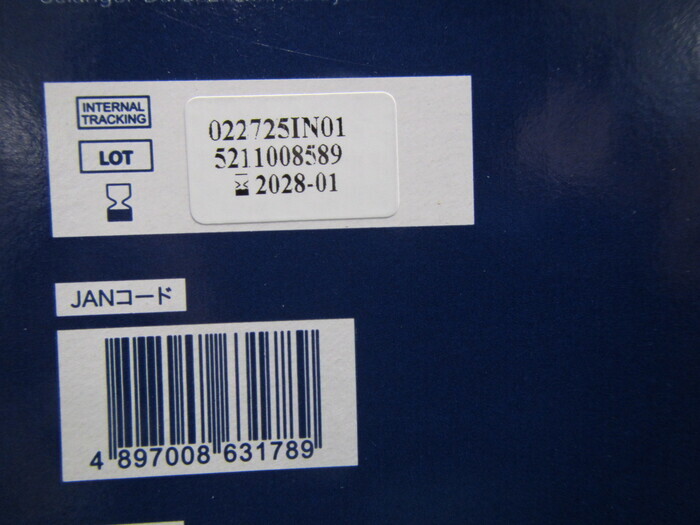 INTERNAL
TRACKING
022725IN01
LOT
5211008589
2028-01
JANコード
4 897008 631789